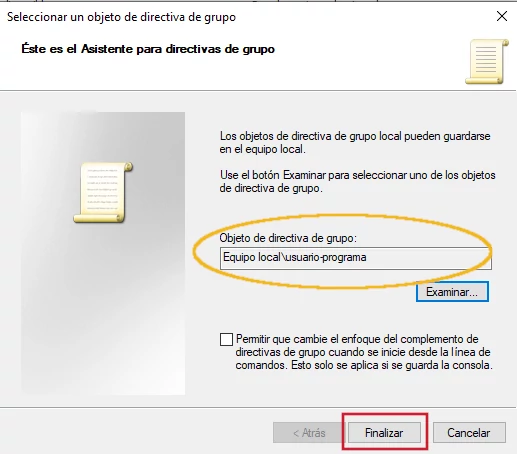 Seleccionar un objeto de directiva de grupo
Éste es el Asistente para directivas de grupo
Los objetos de directiva de grupo local pueden guardarse
en el equipo local.
Use el botón Examinar para seleccionar uno de los objetos
de directiva de grupo.
Objeto de directiva de grupo:
Equipo local\usuario-programa
Examinar...
Permitir que cambie el enfoque del complemento de
directivas de grupo cuando se inicie desde la línea de
comandos. Esto solo se aplica si se guarda la consola.
< Atrás
Finalizar
Cancelar